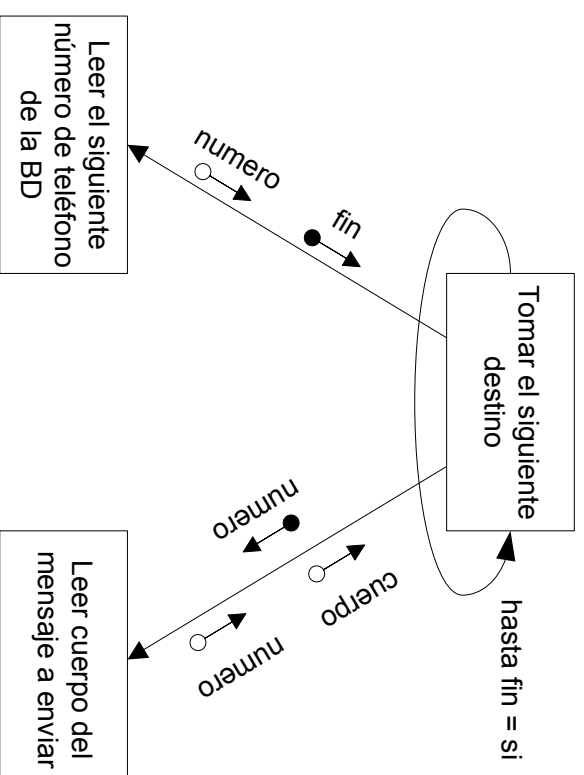 Tomar el siguiente
destino
hasta fin = si
numero
fin
numero
cuerpo
numero
Leer el siguiente
número de teléfono
de la BD
Leer cuerpo del
mensaje a enviar